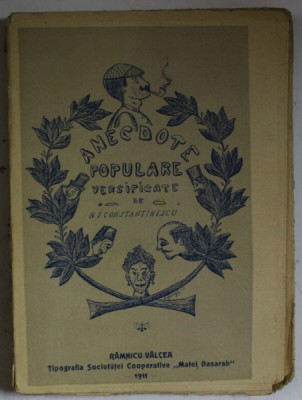 ANECDOTE
POPULARE
VERSIFICATE
DE
N.I CONSTANTINESCU
RÂMNICU-VÂLCEA
Tipografia Societăței Cooperative „Matei Basarab"
1911